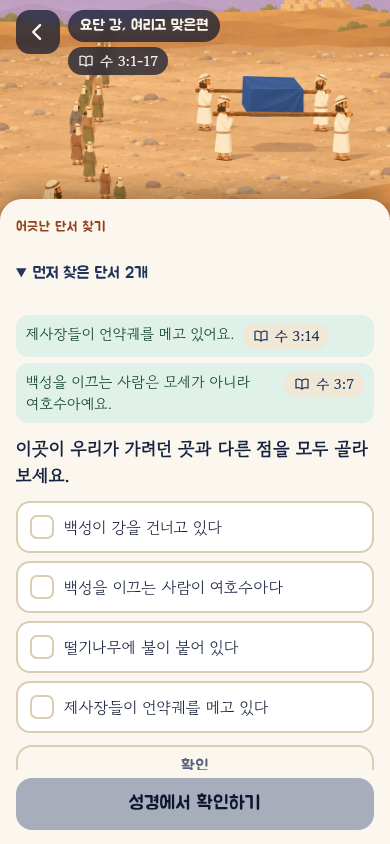 요단 강, 여리고 맞은편
수 3:1-17
어긋난 단서 찾기
▼ 먼저 찾은 단서 2개
제사장들이 언약궤를 메고 있어요.
수 3:14
백성을 이끄는 사람은 모세가 아니라
여호수아예요.
수 3:7
이곳이 우리가 가려던 곳과 다른 점을 모두 골라
보세요.
백성이 강을 건너고 있다
백성을 이끄는 사람이 여호수아다
떨기나무에 불이 붙어 있다
제사장들이 언약궤를 메고 있다
확인
성경에서 확인하기